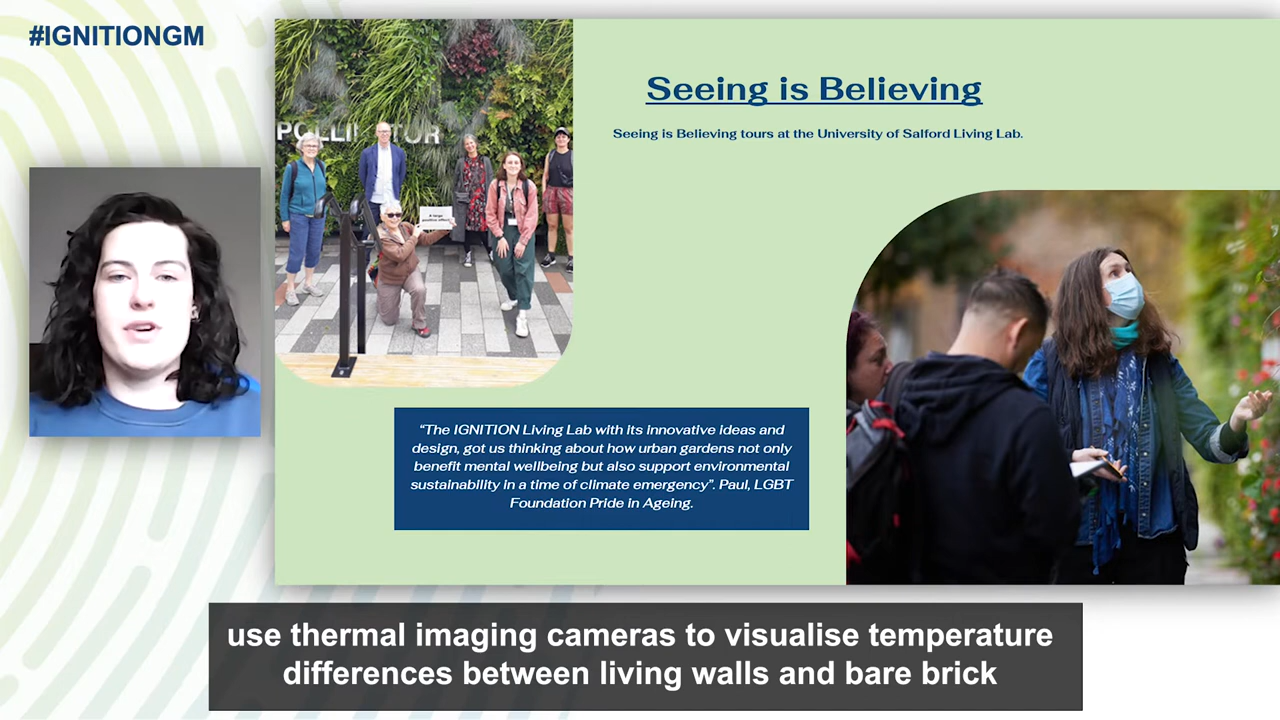 #IGNITIONGM
Seeing is Believing
Seeing is Believing tours at the University of Salford Living Lab.
POLLINATOR
A large
positive effect
“The IGNITION Living Lab with its innovative ideas and
design, got us thinking about how urban gardens not only
benefit mental wellbeing but also support environmental
sustainability in a time of climate emergency”. Paul, LGBT
Foundation Pride in Ageing.
use thermal imaging cameras to visualise temperature
differences between living walls and bare brick